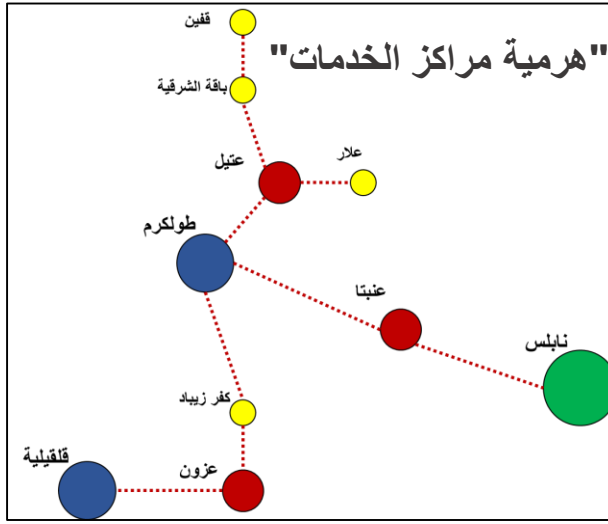 قفين
"هرمية مراكز الخدمات"
باقة الشرقية
علار
عتيل
طولكرم
عنبتا
نابلس
كفر زيباد
قلقيلية
عزون